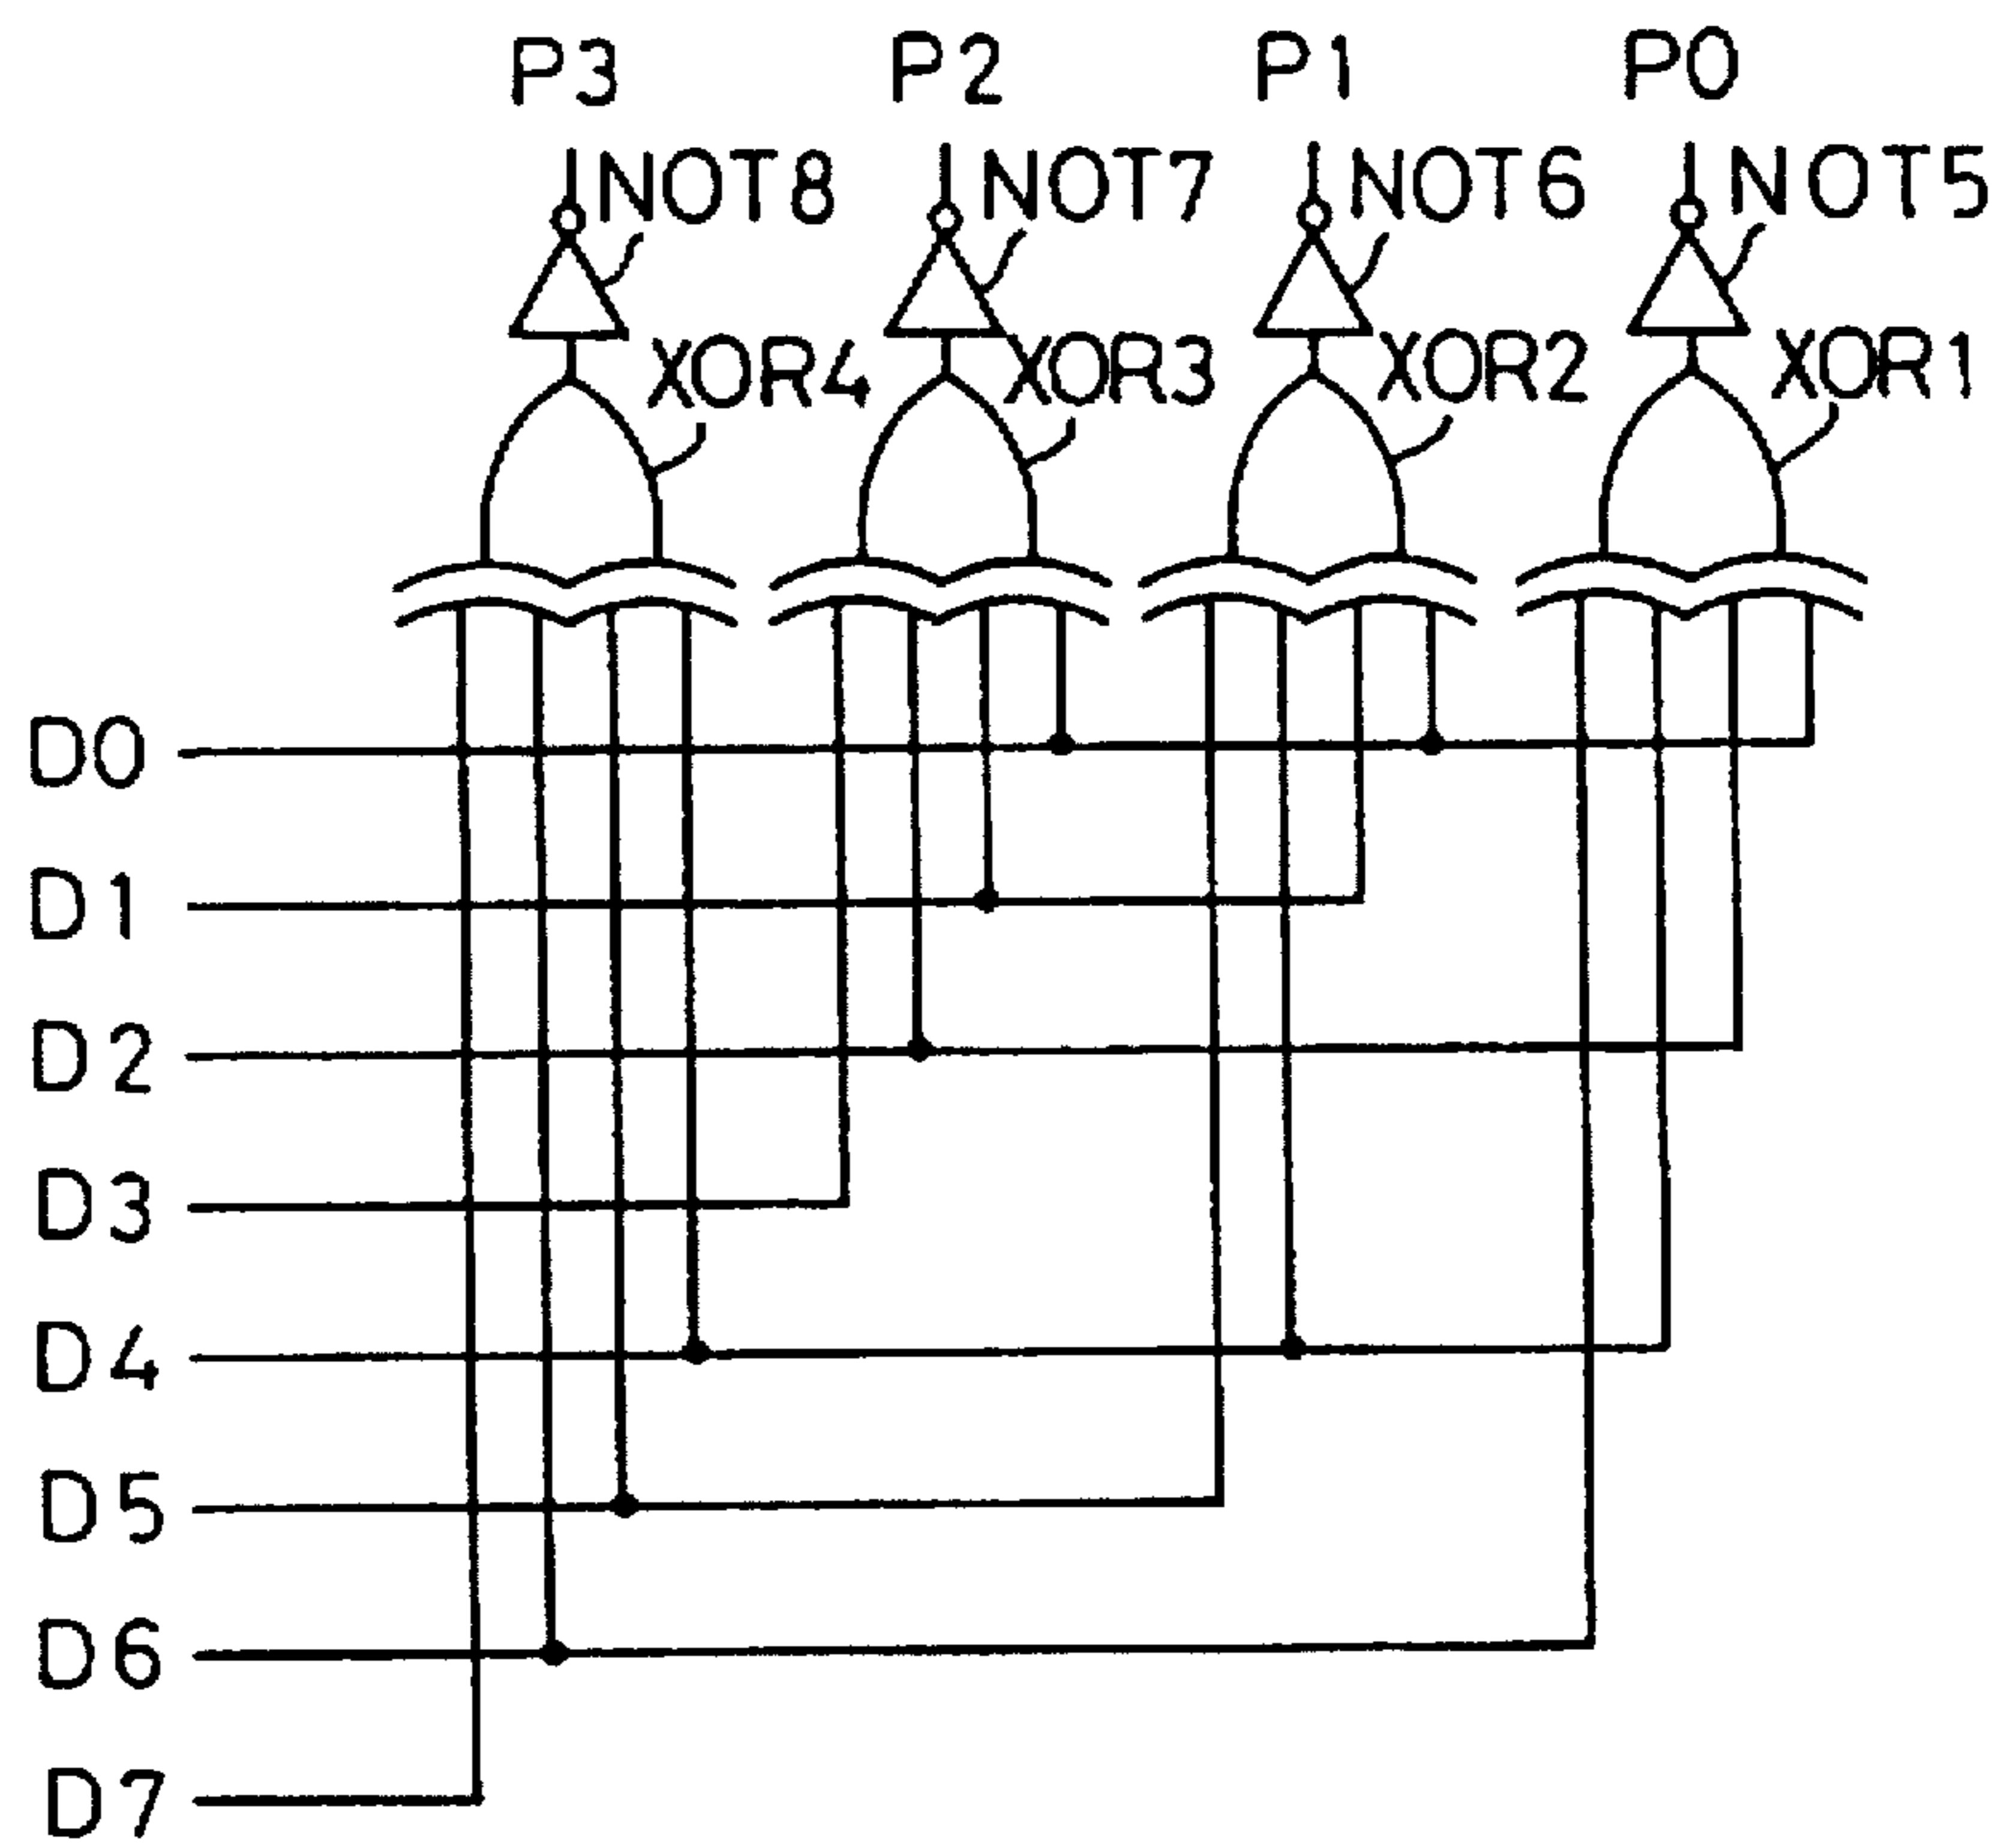 P3 P2 P1 P0
NOT8 NOT7 NOT6 NOT5
XOR4 XOR3 XOR2 XOR1
D0
D1
D2
D3
D4
D5
D6
D7